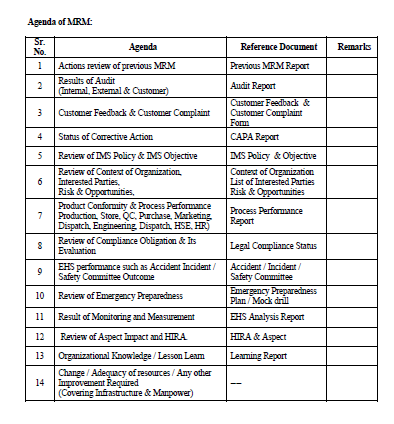 Agenda of MRM:
Sr. No. Agenda Reference Document Remarks
1 Actions review of previous MRM Previous MRM Report
2 Results of Audit
(Internal, External & Customer) Audit Report
3 Customer Feedback & Customer Complaint Customer Feedback &
Customer Complaint
Form
4 Status of Corrective Action CAPA Report
5 Review of IMS Policy & IMS Objective IMS Policy & Objective
6 Review of Context of Organization,
Interested Parties,
Risk & Opportunities, Context of Organization
List of Interested Parties
Risk & Opportunities
7 Product Conformity & Process Performance
Production, Store, QC, Purchase, Marketing,
Dispatch, Engineering, Dispatch, HSE, HR) Process Performance
Report
8 Review of Compliance Obligation & Its
Evaluation Legal Compliance Status
9 EHS performance such as Accident Incident /
Safety Committee Outcome Accident / Incident /
Safety Committee
10 Review of Emergency Preparedness Emergency Preparedness
Plan / Mock drill
11 Result of Monitoring and Measurement EHS Analysis Report
12 Review of Aspect Impact and HIRA. HIRA & Aspect
13 Organizational Knowledge / Lesson Learn Learning Report
14 Change / Adequacy of resources / Any other
Improvement Required
(Covering Infrastructure & Manpower) ----